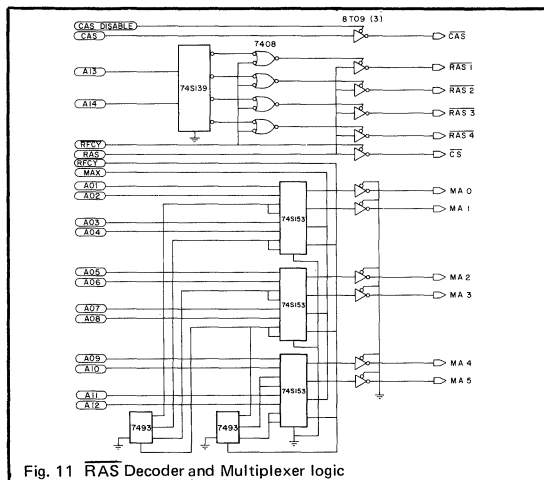 8T09 (3)
CAS DISABLE
CAS
CAS
7408
A13
74S139
RAS 1
RAS 2
A14
RAS 3
RAS 4
RFCY
RAS
CS
RFCY
MAX
A01
MA 0
A02
MA 1
74S153
A03
A04
A05
MA 2
A06
MA 3
74S153
A07
A08
A09
MA 4
A10
MA 5
74S153
A11
A12
7493
7493
Fig. 11 RAS Decoder and Multiplexer logic